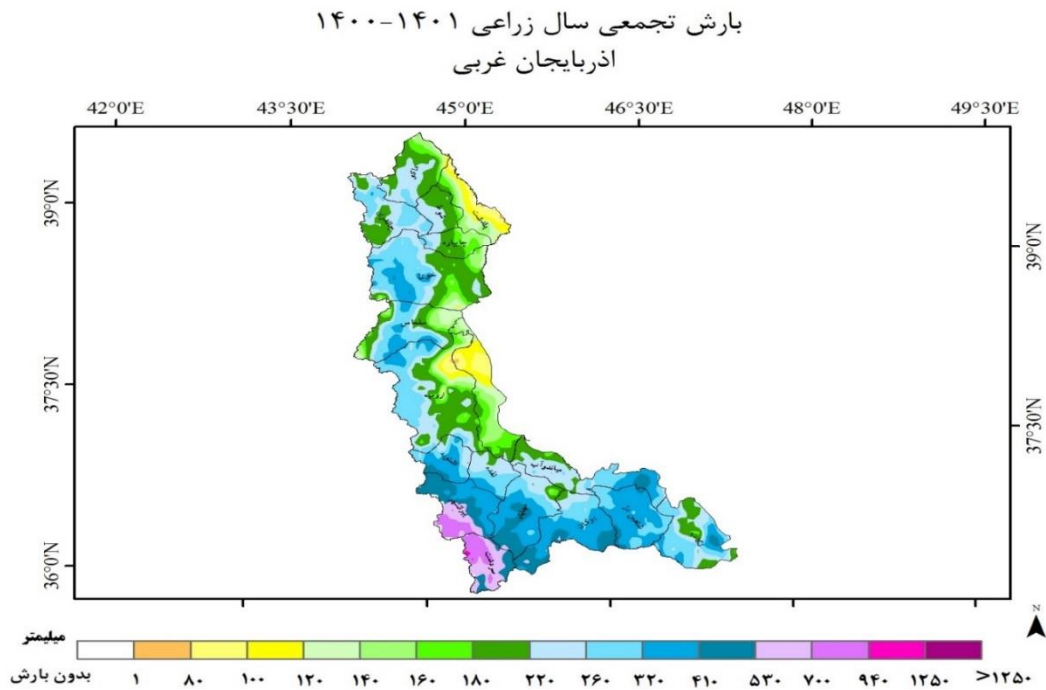 بارش تجمعی سال زراعی ۱۴۰۱-۱۴۰۰
اذربایجان غربی
42°0'E 43°30'E 45°0'E 46°30'E 48°0'E 49°30'E
39°0'N
39°0'N
37°30'N
37°30'N
36°0'N
میاندوآب
N
میلیمتر
بدون بارش ۱ ۸۰ ۱۰۰ ۱۲۰ ۱۴۰ ۱۶۰ ۱۸۰ ۲۲۰ ۲۶۰ ۳۲۰ ۴۱۰ ۵۳۰ ۷۰۰ ۹۴۰ ۱۲۵۰ >۱۲۵۰